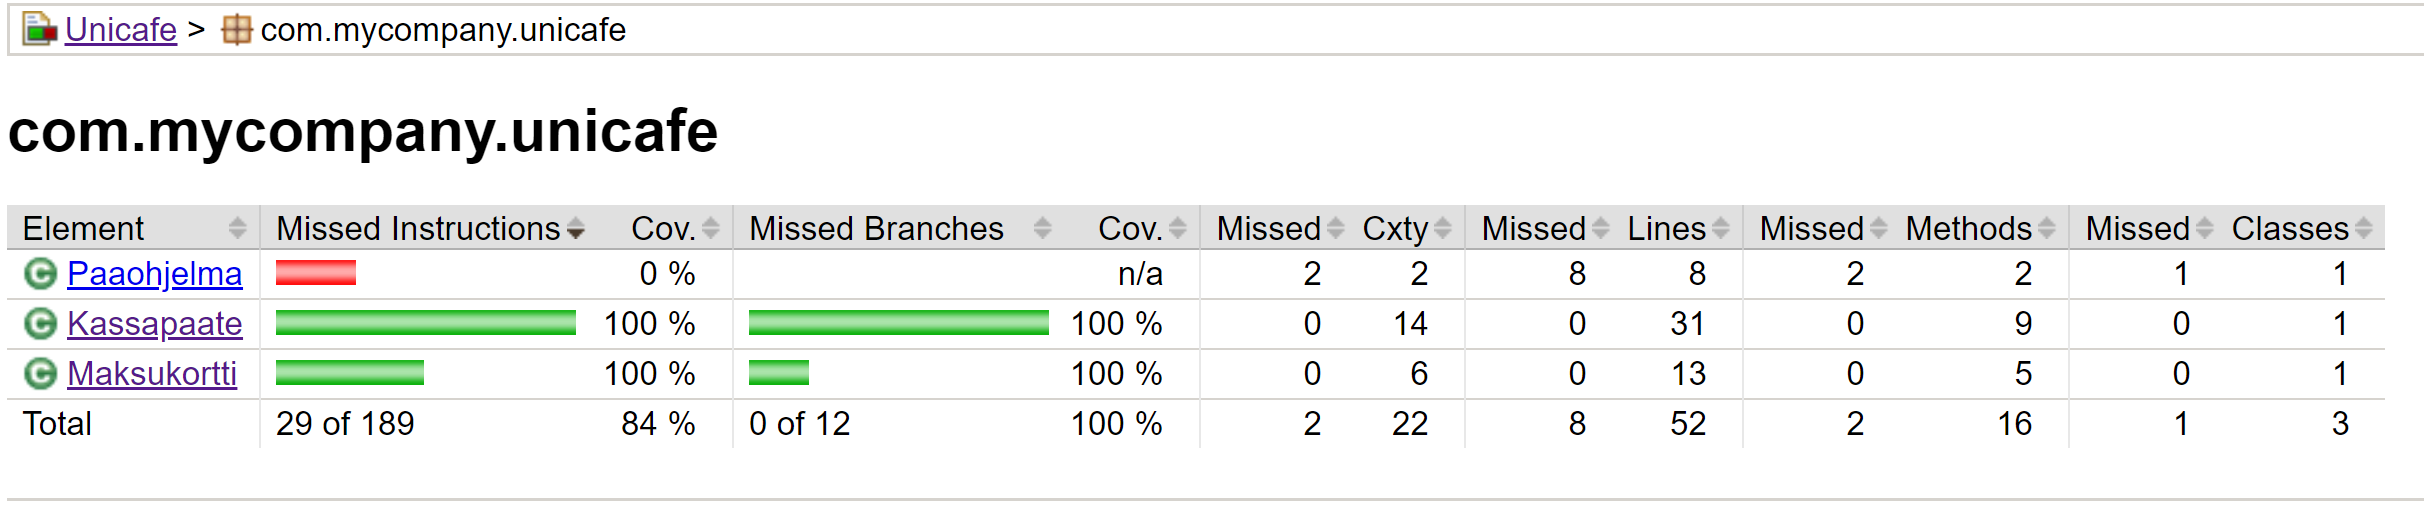 Unicafe > com.mycompany.unicafe
com.mycompany.unicafe
Element Missed Instructions Cov. Missed Branches Cov. Missed Cxty Missed Lines Missed Methods Missed Classes
Paaohjelma 0 % n/a 2 2 8 8 2 2 1 1
Kassapaate 100 % 100 % 0 14 0 31 0 9 0 1
Maksukortti 100 % 100 % 0 6 0 13 0 5 0 1
Total 29 of 189 84 % 0 of 12 100 % 2 22 8 52 2 16 1 3